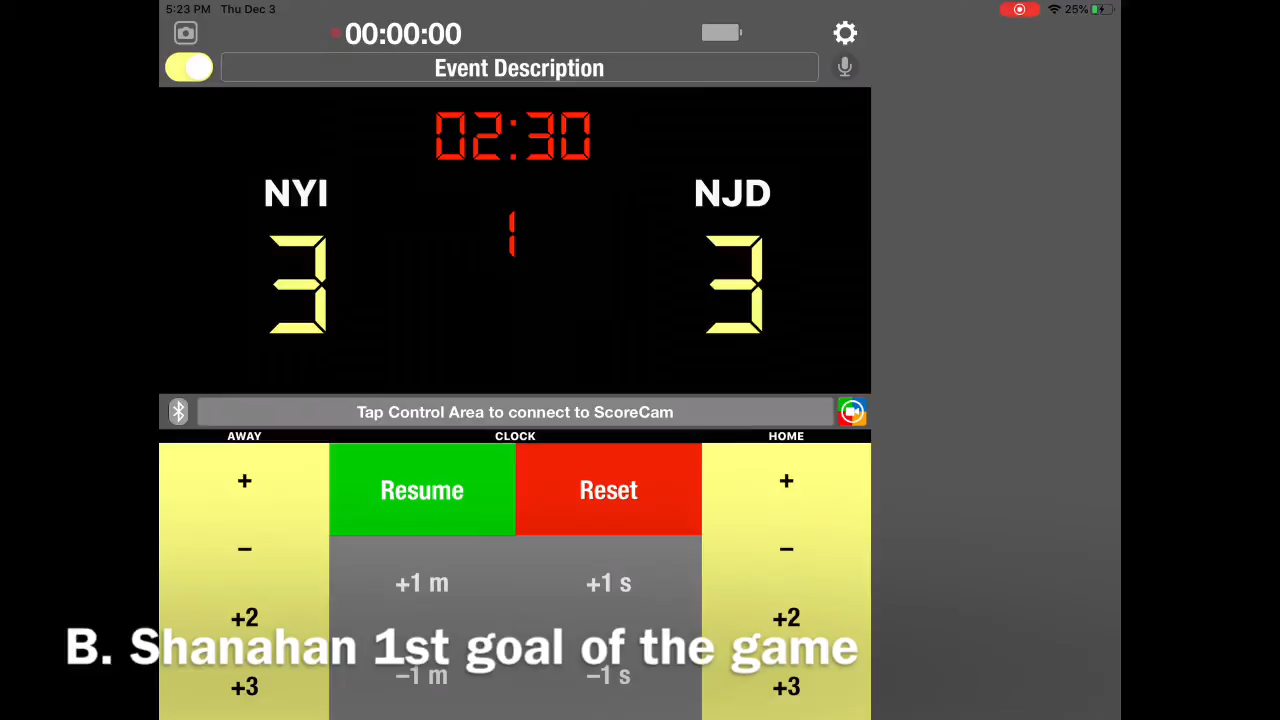 5:23 PM Thu Dec 3
25%
00:00:00
Event Description
02:30
NYI
NJD
1
3
3
Tap Control Area to connect to ScoreCam
AWAY
CLOCK
HOME
+
Resume
Reset
+
–
–
+1 m
+1 s
+2
+2
B. Shanahan 1st goal of the game
–1 m
–1 s
+3
+3